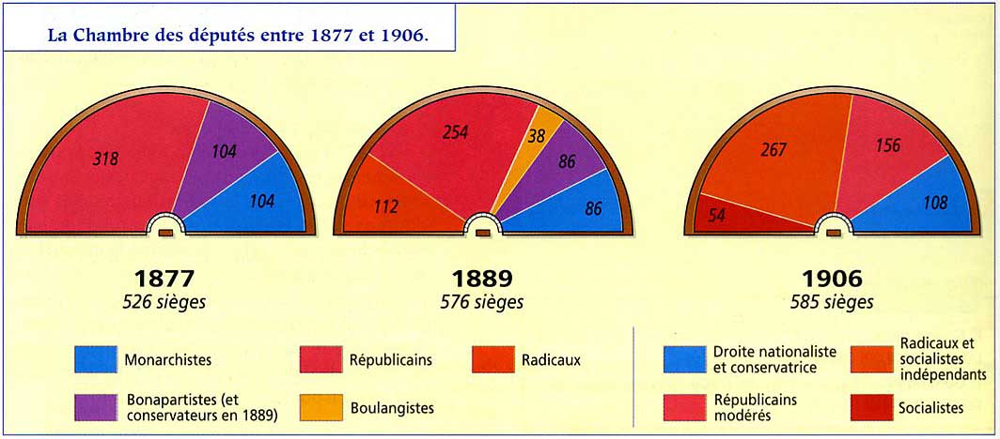 La Chambre des députés entre 1877 et 1906.
318
104
104
1877
526 sièges
112
254
38
86
86
1889
576 sièges
54
267
156
108
1906
585 sièges
Monarchistes
Bonapartistes (et
conservateurs en 1889)
Républicains
Boulangistes
Radicaux
Droite nationaliste
et conservatrice
Républicains
modérés
Radicaux et
socialistes
indépendants
Socialistes